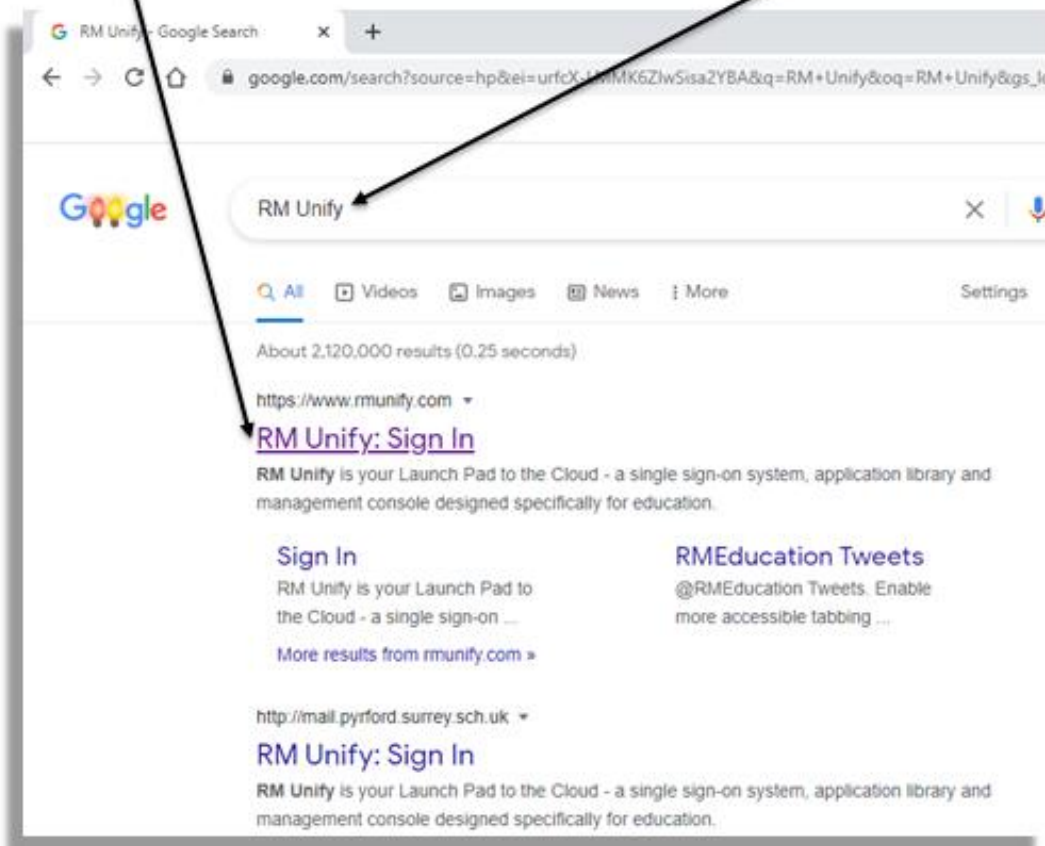 RM Unify - Google Search
google.com/search?source=hp&ei=
=RM+Unify&oq=RM+Unify&gs_l
Google
RM Unify
All Videos Images News More Settings
About 2,120,000 results (0.25 seconds)
https://www.rmunify.com
RM Unify: Sign In
RM Unify is your Launch Pad to the Cloud - a single sign-on system, application library and
management console designed specifically for education.
Sign In
RM Unify is your Launch Pad to
the Cloud - a single sign-on ...
More results from rmunify.com »
RMEducation Tweets
@RMEducation Tweets. Enable
more accessible tabbing ...
http://mail.pyrford.surrey.sch.uk
RM Unify: Sign In
RM Unify is your Launch Pad to the Cloud - a single sign-on system, application library and
management console designed specifically for education.